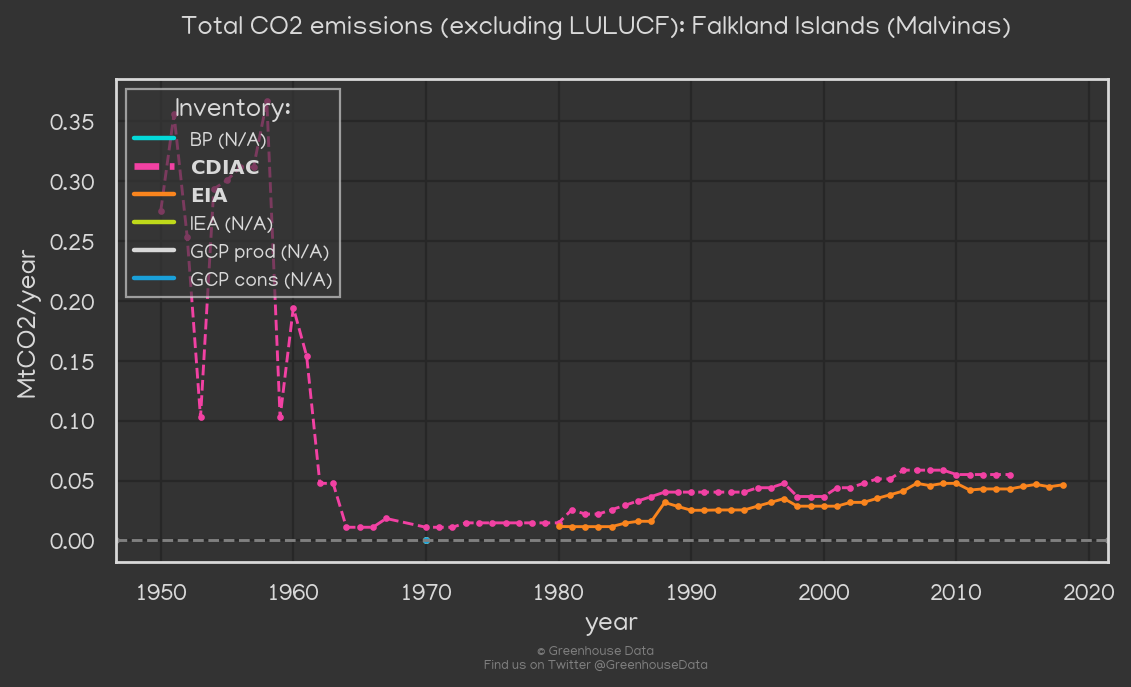 Total CO2 emissions (excluding LULUCF): Falkland Islands (Malvinas)
Inventory:
BP (N/A)
CDIAC
EIA
IEA (N/A)
GCP prod (N/A)
GCP cons (N/A)
MtCO2/year
0.35
0.30
0.25
0.20
0.15
0.10
0.05
0.00
1950 1960 1970 1980 1990 2000 2010 2020
year
© Greenhouse Data
Find us on Twitter @GreenhouseData